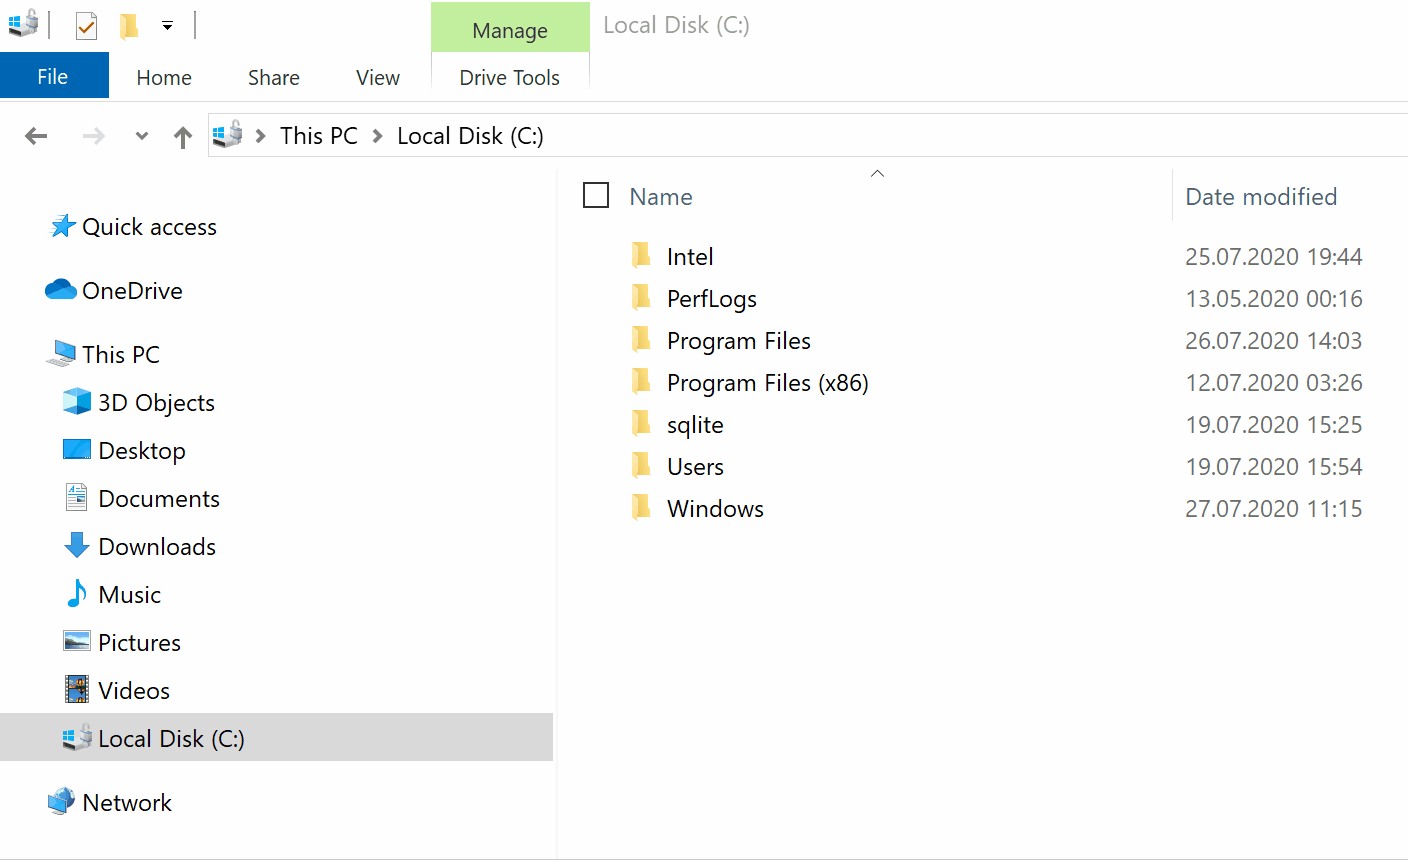 Manage Local Disk (C:)
File Home Share View Drive Tools
This PC Local Disk (C:)
Name Date modified
Quick access
OneDrive
This PC
3D Objects
Desktop
Documents
Downloads
Music
Pictures
Videos
Local Disk (C:)
Network
Intel 25.07.2020 19:44
PerfLogs 13.05.2020 00:16
Program Files 26.07.2020 14:03
Program Files (x86) 12.07.2020 03:26
sqlite 19.07.2020 15:25
Users 19.07.2020 15:54
Windows 27.07.2020 11:15